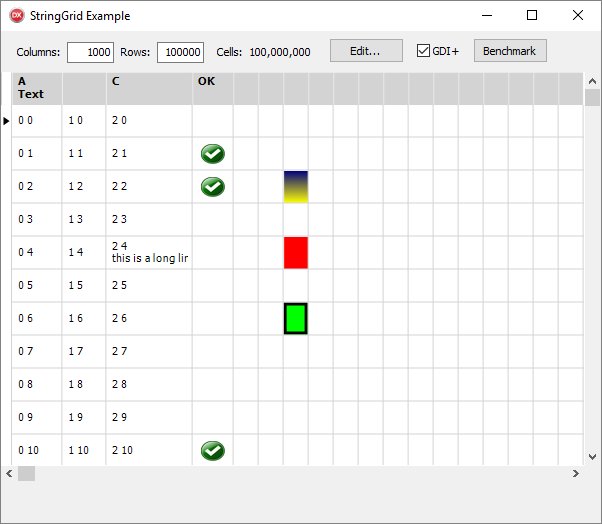 DX StringGrid Example
Columns: 1000 Rows: 100000 Cells: 100,000,000 Edit... GDI+ Benchmark
A C OK
Text
0 0 1 0 2 0
0 1 1 1 2 1
0 2 1 2 2 2
0 3 1 3 2 3
0 4 1 4 2 4
this is a long lir
0 5 1 5 2 5
0 6 1 6 2 6
0 7 1 7 2 7
0 8 1 8 2 8
0 9 1 9 2 9
0 10 1 10 2 10